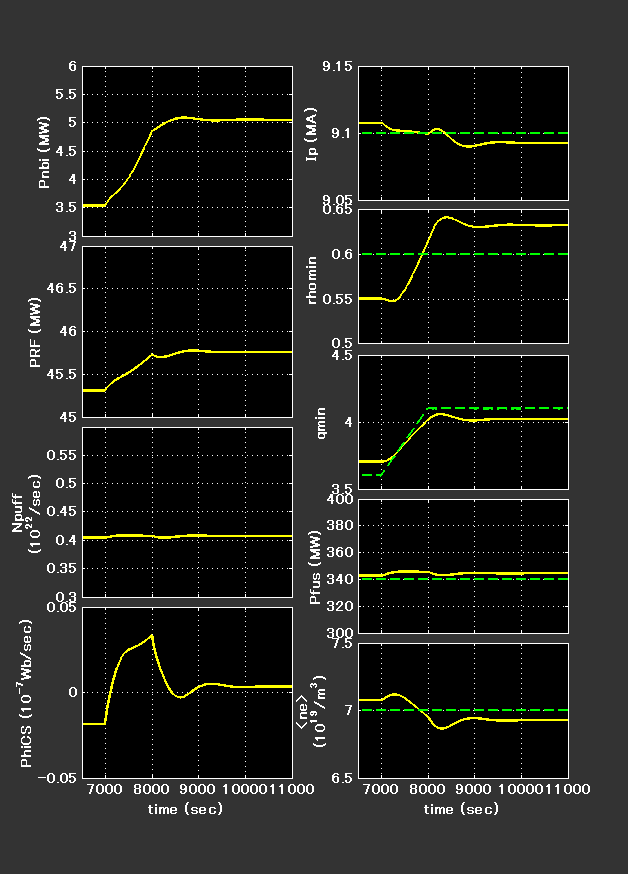 6
5.5
5
4.5
4
3.5
3
Pnbi (MW)
47
46.5
46
45.5
45
PRF (MW)
0.55
0.5
0.45
0.4
0.35
0.3
Npuff
(10^22/sec)
0.05
0
−0.05
PhiCS (10^−7Wb/sec)
7000 8000 9000 10000 11000
time (sec)
9.15
9.1
9.05
Ip (MA)
0.65
0.6
0.55
0.5
rhomin
4.5
4
3.5
qmin
400
380
360
340
320
300
Pfus (MW)
7.5
7
6.5
<ne>
(10^19/m^3)
7000 8000 9000 10000 11000
time (sec)